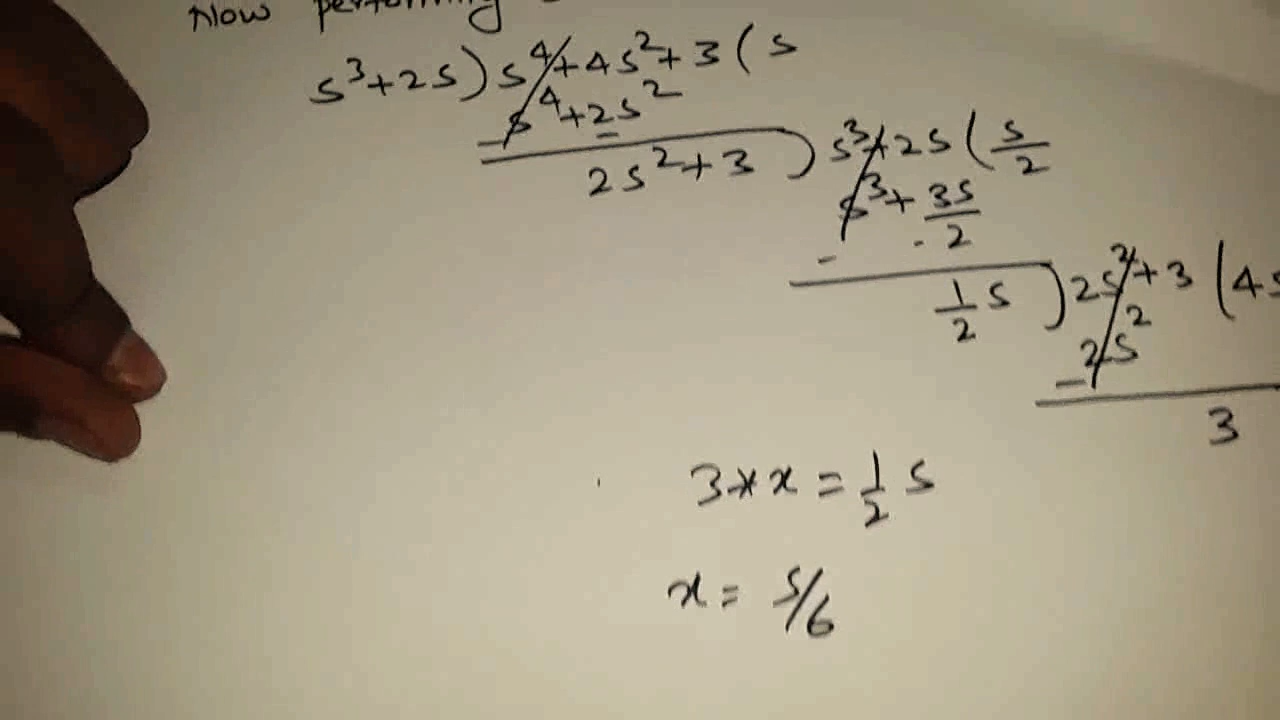 Now performing
s³+2s) s⁴+4s²+3 (s
- s⁴+2s²
2s²+3 ) s³+2s ( s/2
s³ + 3s/2
- -
1/2 s ) 2s²+3 (4s
- 2s²
3
3*x = 1/2 s
x = s/6